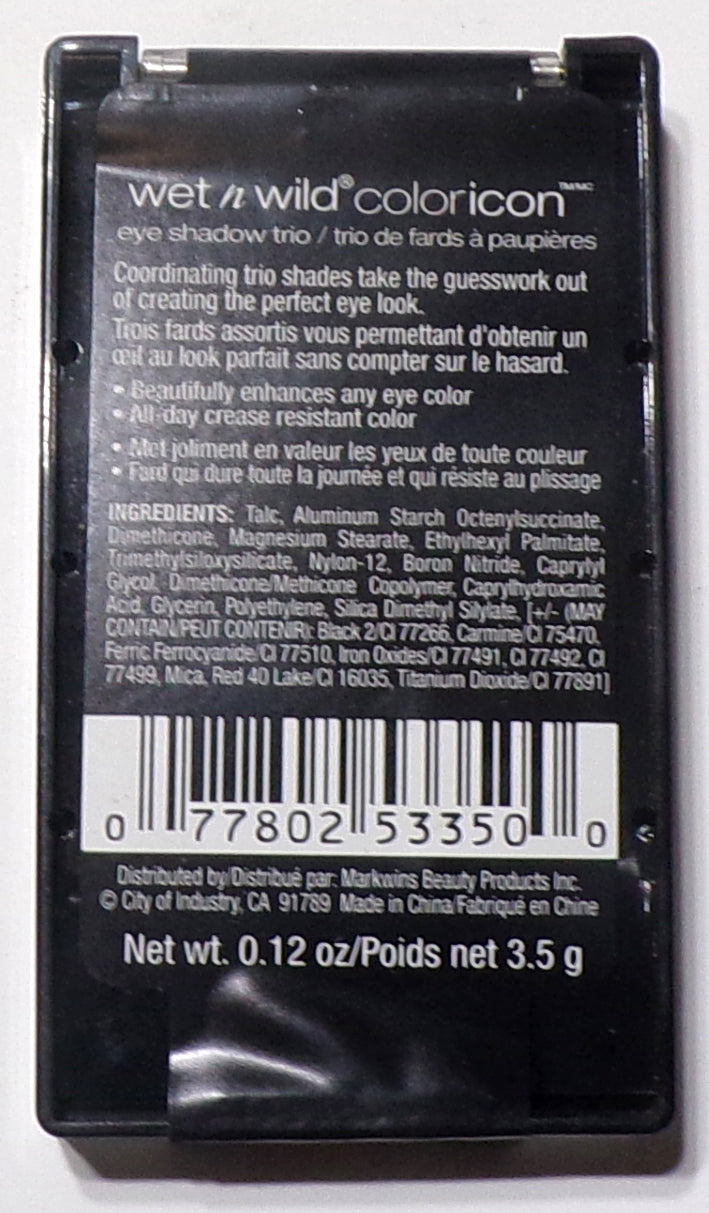 wet n wild® coloricon™/MC
eye shadow trio / trio de fards à paupières
Coordinating trio shades take the guesswork out
of creating the perfect eye look.
Trois fards assortis vous permettant d'obtenir un
œil au look parfait sans compter sur le hasard.
• Beautifully enhances any eye color
• All-day crease resistant color
• Met joliment en valeur les yeux de toute couleur
• Fard qui dure toute la journée et qui résiste au plissage
INGREDIENTS: Talc, Aluminum Starch Octenylsuccinate,
Dimethicone, Magnesium Stearate, Ethylhexyl Palmitate,
Trimethylsiloxysilicate, Nylon-12, Boron Nitride, Caprylyl
Glycol, Dimethicone/Methicone Copolymer, Caprylhydroxamic
Acid, Glycerin, Polyethylene, Silica Dimethyl Silylate, [+/- (MAY
CONTAIN/PEUT CONTENIR): Black 2/CI 77266, Carmine/CI 75470,
Ferric Ferrocyanide/CI 77510, Iron Oxides/CI 77491, CI 77492, CI
77499, Mica, Red 40 Lake/CI 16035, Titanium Dioxide/CI 77891]
0 77802 53350 0
Distributed by/Distribué par: Markwins Beauty Products Inc.
© City of Industry, CA 91789 Made in China/Fabriqué en Chine
Net wt. 0.12 oz/Poids net 3.5 g